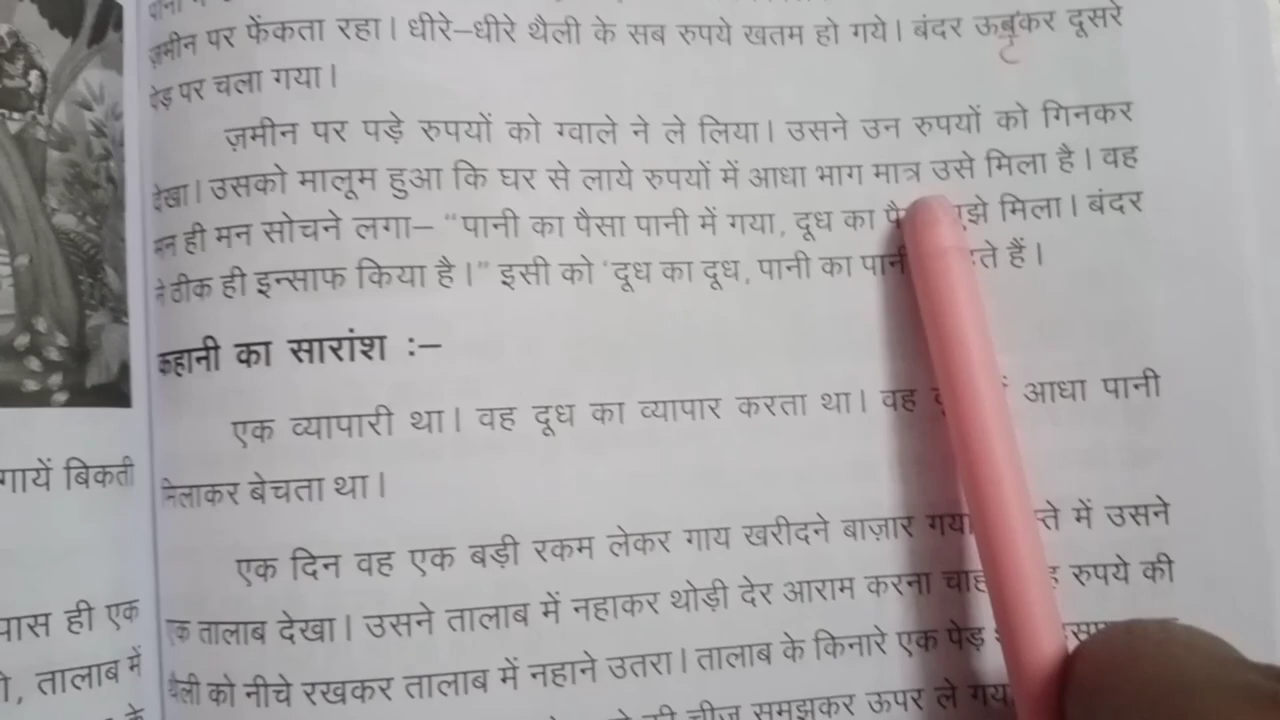 ज़मीन पर फेंकता रहा। धीरे–धीरे थैली के सब रुपये खतम हो गये। बंदर ऊबकर दूसरे
पेड़ पर चला गया।
ज़मीन पर पड़े रुपयों को ग्वाले ने ले लिया। उसने उन रुपयों को गिनकर
देखा। उसको मालूम हुआ कि घर से लाये रुपयों में आधा भाग मात्र उसे मिला है। वह
मन ही मन सोचने लगा– "पानी का पैसा पानी में गया, दूध का मिला। बंदर
ने ठीक ही इन्साफ किया है।" इसी को 'दूध का दूध, पानी का पानी हैं।
कहानी का सारांश :–
एक व्यापारी था। वह दूध का व्यापार करता था। वह आधा पानी
मिलाकर बेचता था।
एक दिन वह एक बड़ी रकम लेकर गाय खरीदने बाज़ार में उसने
एक तालाब देखा। उसने तालाब में नहाकर थोड़ी देर आराम करना रुपये की
थैली को नीचे रखकर तालाब में नहाने उतरा। तालाब के किनारे एक पेड़
चीज़ समझकर ऊपर ले
गायें बिकती
पास ही एक
तालाब में